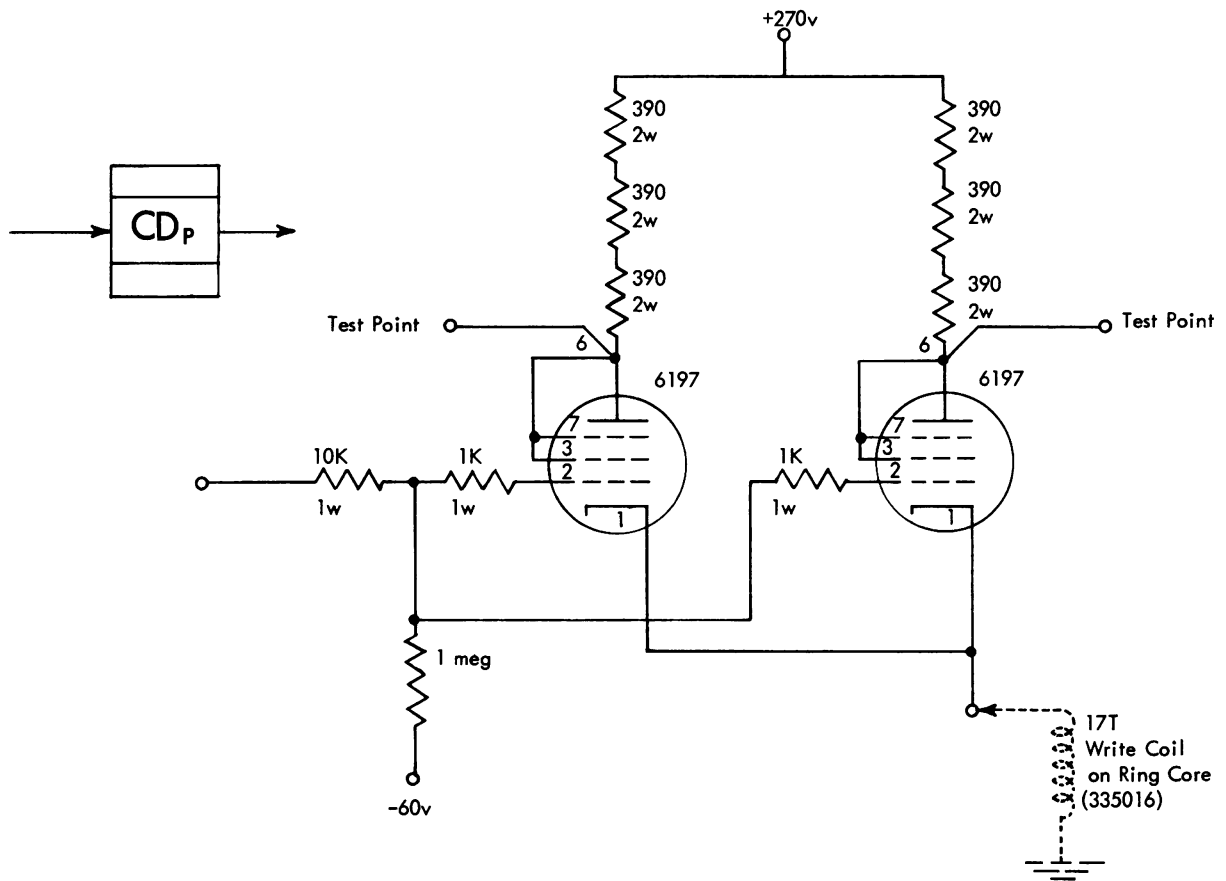 +270v
390
2w
390
2w
390
2w
390
2w
390
2w
390
2w
CDP
Test Point
6
6197
7
3
2
1
10K
1w
1K
1w
1 meg
-60v
1K
1w
6
Test Point
6197
7
3
2
1
17T
Write Coil
on Ring Core
(335016)